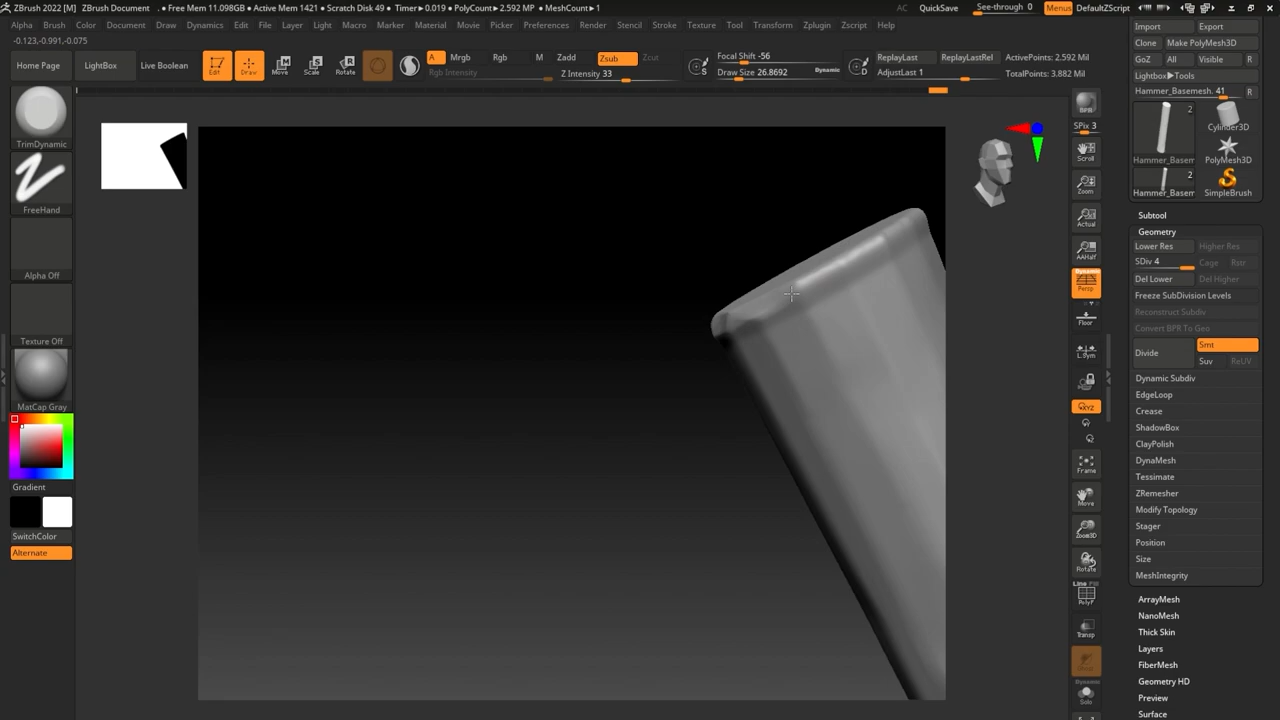 ZBrush 2022 [M] ZBrush Document • Free Mem 11.098GB • Active Mem 1421 • Scratch Disk 49 • Timer▸0.019 • PolyCount▸2.592 MP • MeshCount▸1 AC QuickSave See-through 0 Menus DefaultZScript
Alpha Brush Color Document Draw Dynamics Edit File Layer Light Macro Marker Material Movie Picker Preferences Render Stencil Stroke Texture Tool Transform Zplugin Zscript Help
-0.123,-0.991,-0.075
Home Page LightBox Live Boolean Edit Draw Move Scale Rotate A Mrgb Rgb M Zadd Zsub Zcut
Rgb Intensity Z Intensity 33
Focal Shift -56
Draw Size 26.8692 Dynamic
ReplayLast ReplayLastRel
AdjustLast 1
ActivePoints: 2.592 Mil
TotalPoints: 3.882 Mil
TrimDynamic
FreeHand
Alpha Off
Texture Off
MatCap Gray
Gradient
SwitchColor
Alternate
BPR
SPix 3
Scroll
Zoom
Actual
AAHalf
Dynamic
Persp
Floor
L.Sym
XYZ
Frame
Move
Zoom3D
Rotate
Line Fill
PolyF
Transp
Dynamic
Solo
Import Export
Clone Make PolyMesh3D
GoZ All Visible R
Lightbox▸Tools
Hammer_Basemesh. 41 R
2
Cylinder3D
Hammer_Basem PolyMesh3D
2
Hammer_Basem SimpleBrush
Subtool
Geometry
Lower Res Higher Res
SDiv 4 Cage Rstr
Del Lower Del Higher
Freeze SubDivision Levels
Reconstruct Subdiv
Convert BPR To Geo
Divide Smt
Suv ReUV
Dynamic Subdiv
EdgeLoop
Crease
ShadowBox
ClayPolish
DynaMesh
Tessimate
ZRemesher
Modify Topology
Stager
Position
Size
MeshIntegrity
ArrayMesh
NanoMesh
Thick Skin
Layers
FiberMesh
Geometry HD
Preview
Surface